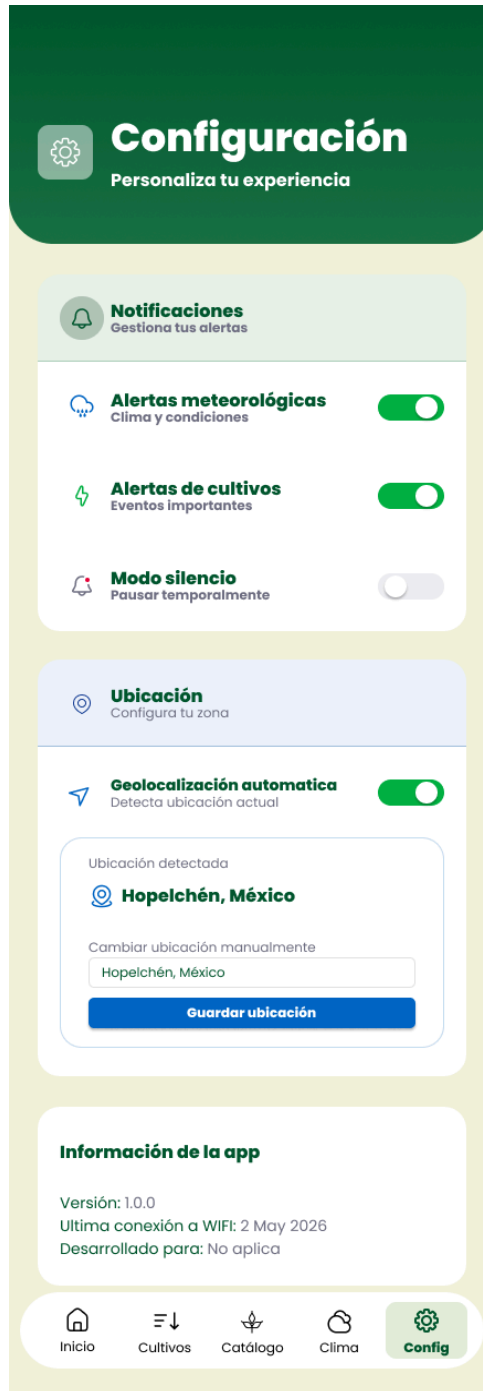 Configuración
Personaliza tu experiencia
Notificaciones
Gestiona tus alertas
Alertas meteorológicas
Clima y condiciones
Alertas de cultivos
Eventos importantes
Modo silencio
Pausar temporalmente
Ubicación
Configura tu zona
Geolocalización automatica
Detecta ubicación actual
Ubicación detectada
Hopelchén, México
Cambiar ubicación manualmente
Hopelchén, México
Guardar ubicación
Información de la app
Versión: 1.0.0
Ultima conexión a WIFI: 2 May 2026
Desarrollado para: No aplica
Inicio
Cultivos
Catálogo
Clima
Config